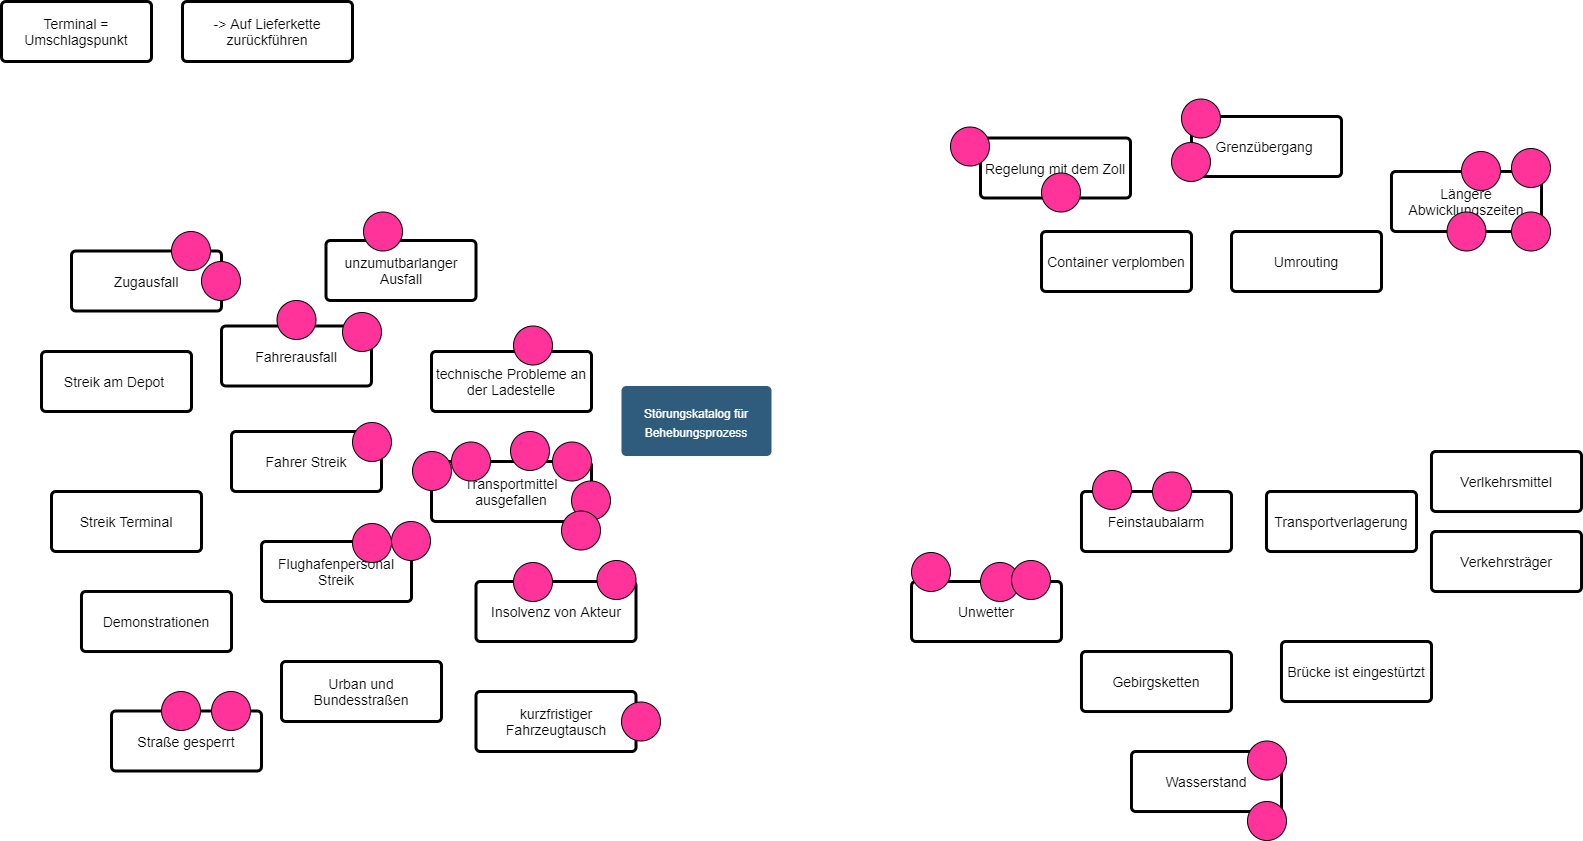 Terminal =
Umschlagspunkt
-> Auf Lieferkette
zurückführen
Regelung mit dem Zoll
Grenzübergang
Längere
Abwicklungszeiten
Container verplomben
Umrouting
Zugausfall
unzumutbarlanger
Ausfall
Fahrerausfall
Streik am Depot
technische Probleme an
der Ladestelle
Störungskatalog für
Behebungsprozess
Fahrer Streik
Transportmittel
ausgefallen
Streik Terminal
Flughafenpersonal
Streik
Insolvenz von Akteur
Demonstrationen
Urban und
Bundesstraßen
kurzfristiger
Fahrzeugtausch
Straße gesperrt
Feinstaubalarm
Transportverlagerung
Verlkehrsmittel
Verkehrsträger
Unwetter
Gebirgsketten
Brücke ist eingestürtzt
Wasserstand